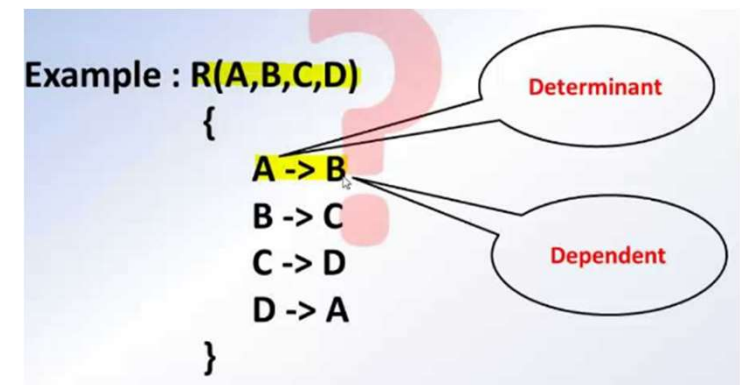 Example : R(A,B,C,D)
Determinant
{
A -> B
B -> C
C -> D
Dependent
D -> A
}
?